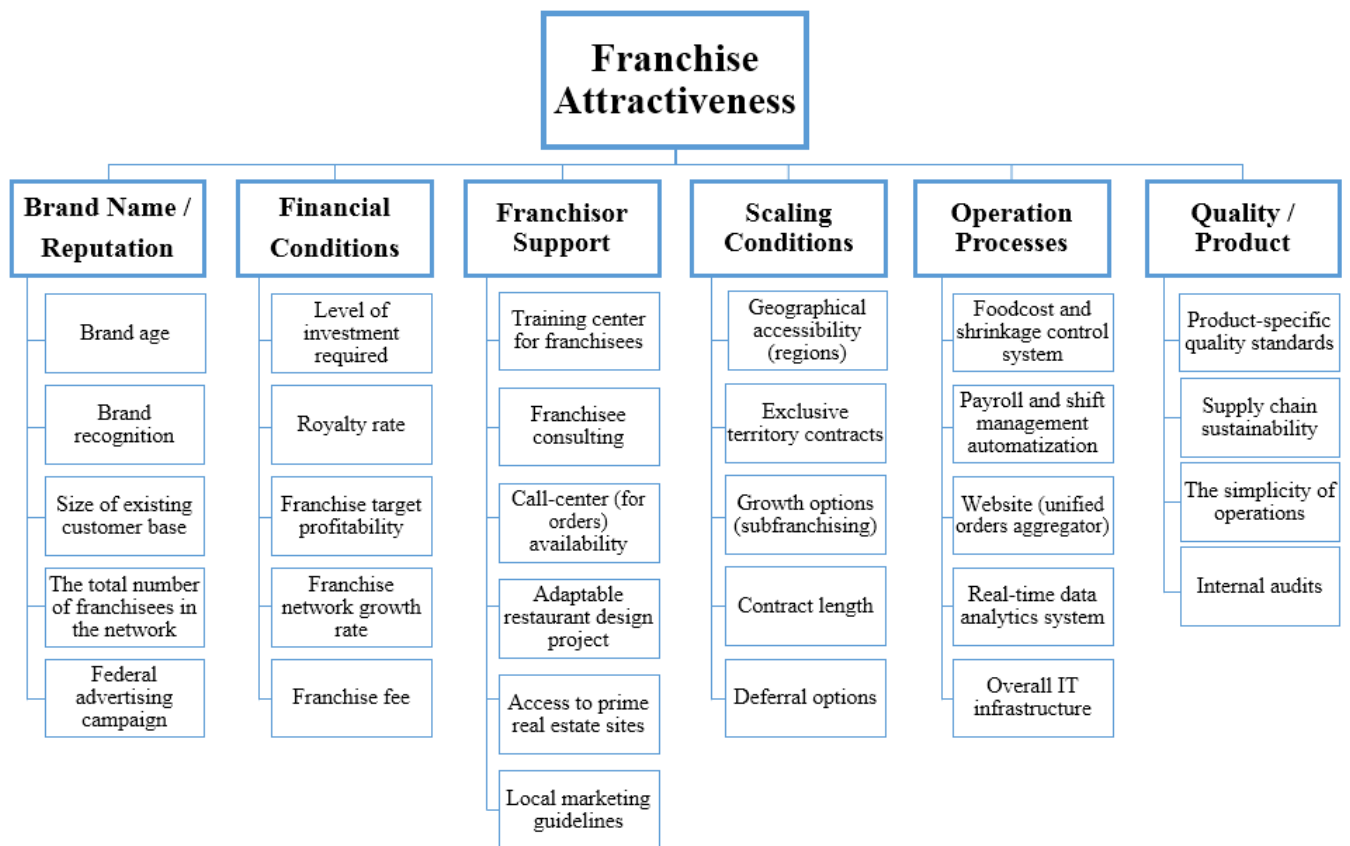 Franchise
Attractiveness
Brand Name /
Reputation
Brand age
Brand
recognition
Size of existing
customer base
The total number
of franchisees in
the network
Federal
advertising
campaign
Financial
Conditions
Level of
investment
required
Royalty rate
Franchise target
profitability
Franchise
network growth
rate
Franchise fee
Franchisor
Support
Training center
for franchisees
Franchisee
consulting
Call-center (for
orders)
availability
Adaptable
restaurant design
project
Access to prime
real estate sites
Local marketing
guidelines
Scaling
Conditions
Geographical
accessibility
(regions)
Exclusive
territory contracts
Growth options
(subfranchising)
Contract length
Deferral options
Operation
Processes
Foodcost and
shrinkage control
system
Payroll and shift
management
automatization
Website (unified
orders aggregator)
Real-time data
analytics system
Overall IT
infrastructure
Quality /
Product
Product-specific
quality standards
Supply chain
sustainability
The simplicity of
operations
Internal audits